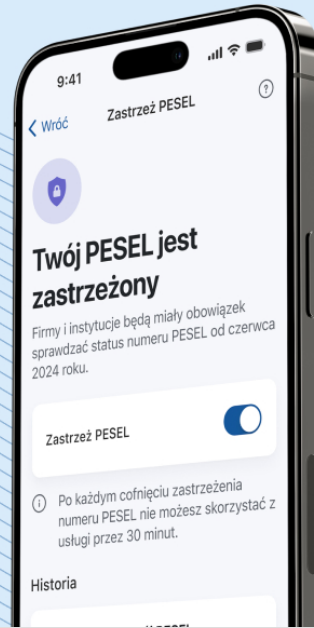 9:41
Wróć
Zastrzeż PESEL
Twój PESEL jest
zastrzeżony
Firmy i instytucje będą miały obowiązek
sprawdzać status numeru PESEL od czerwca
2024 roku.
Zastrzeż PESEL
Po każdym cofnięciu zastrzeżenia
numeru PESEL nie możesz skorzystać z
usługi przez 30 minut.
Historia